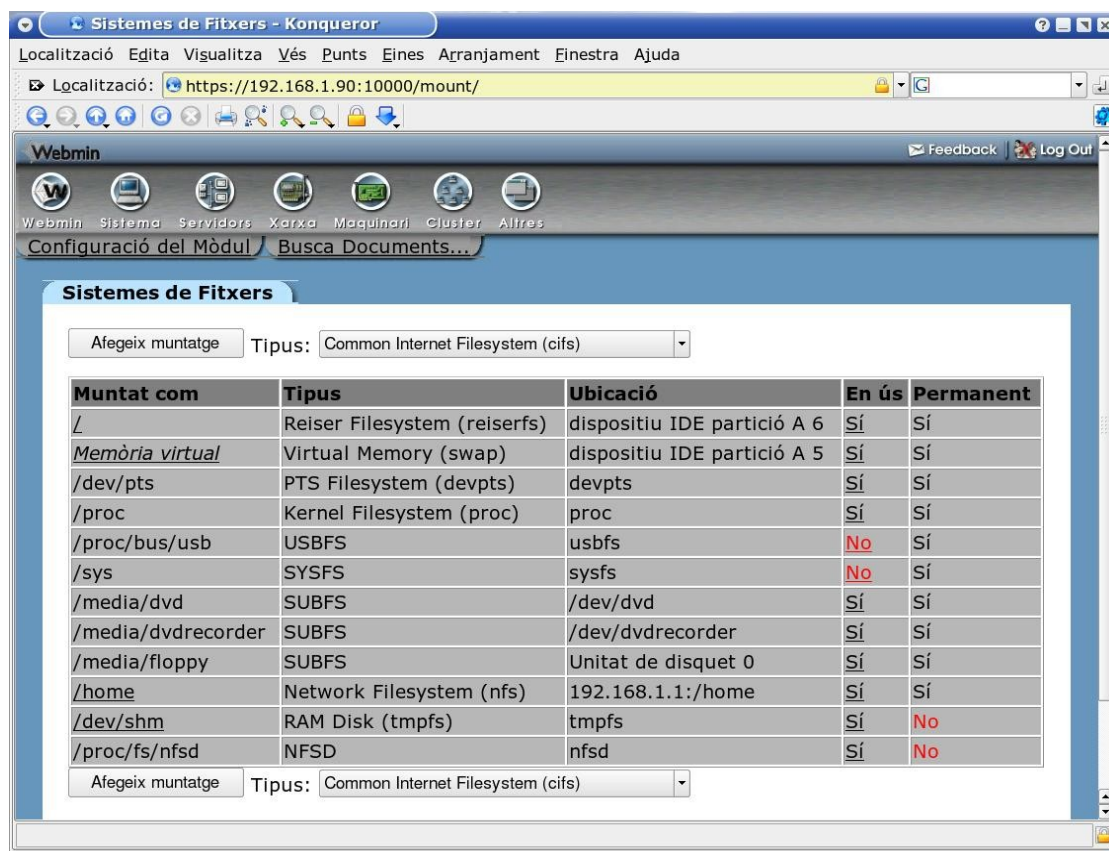 Sistemes de Fitxers - Konqueror
Localització Edita Visualitza Vés Punts Eines Arranjament Finestra Ajuda
Localització: https://192.168.1.90:10000/mount/
Webmin Feedback Log Out
Webmin Sistema Servidors Xarxa Maquinari Cluster Altres
Configuració del Mòdul Busca Documents...
Sistemes de Fitxers
Afegeix muntatge Tipus: Common Internet Filesystem (cifs)
Muntat com Tipus Ubicació En ús Permanent
/ Reiser Filesystem (reiserfs) dispositiu IDE partició A 6 Sí Sí
Memòria virtual Virtual Memory (swap) dispositiu IDE partició A 5 Sí Sí
/dev/pts PTS Filesystem (devpts) devpts Sí Sí
/proc Kernel Filesystem (proc) proc Sí Sí
/proc/bus/usb USBFS usbfs No Sí
/sys SYSFS sysfs No Sí
/media/dvd SUBFS /dev/dvd Sí Sí
/media/dvdrecorder SUBFS /dev/dvdrecorder Sí Sí
/media/floppy SUBFS Unitat de disquet 0 Sí Sí
/home Network Filesystem (nfs) 192.168.1.1:/home Sí Sí
/dev/shm RAM Disk (tmpfs) tmpfs Sí No
/proc/fs/nfsd NFSD nfsd Sí No
Afegeix muntatge Tipus: Common Internet Filesystem (cifs)